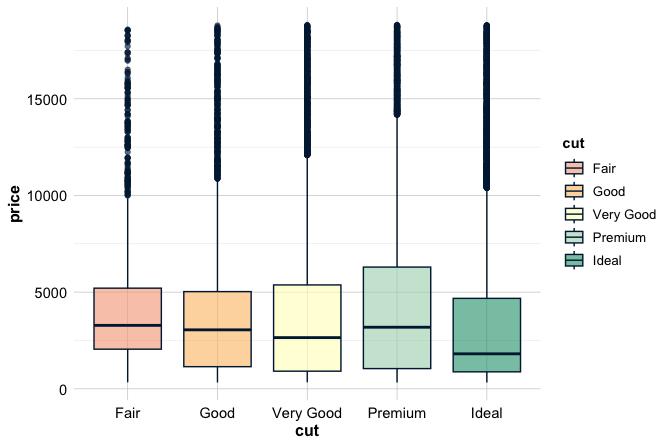 15000
10000
5000
0
price
Fair Good Very Good Premium Ideal
cut
cut
Fair
Good
Very Good
Premium
Ideal